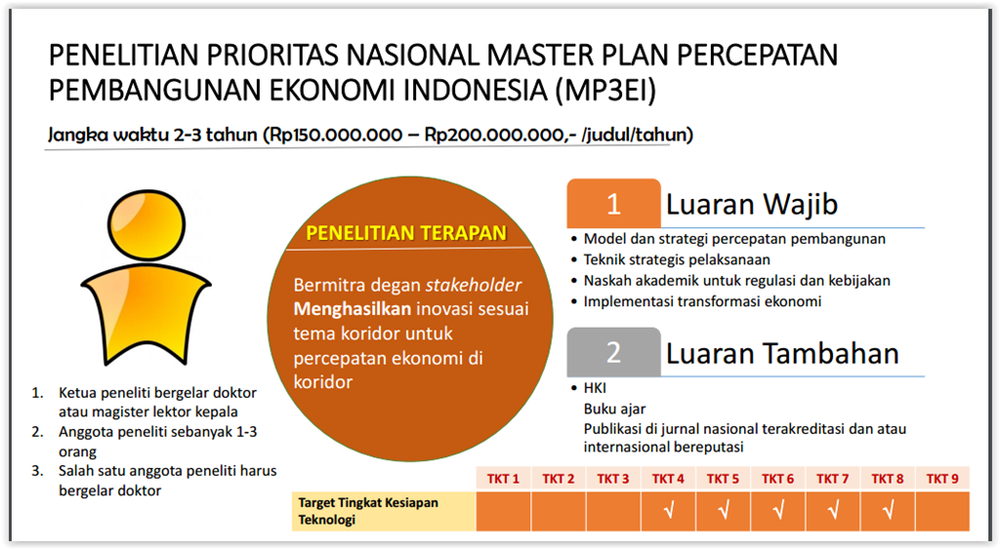 PENELITIAN PRIORITAS NASIONAL MASTER PLAN PERCEPATAN
PEMBANGUNAN EKONOMI INDONESIA (MP3EI)
Jangka waktu 2-3 tahun (Rp150.000.000 – Rp200.000.000,- /judul/tahun)
1. Ketua peneliti bergelar doktor
atau magister lektor kepala
2. Anggota peneliti sebanyak 1-3
orang
3. Salah satu anggota peneliti harus
bergelar doktor
PENELITIAN TERAPAN
Bermitra degan stakeholder
Menghasilkan inovasi sesuai
tema koridor untuk
percepatan ekonomi di
koridor
1 Luaran Wajib
• Model dan strategi percepatan pembangunan
• Teknik strategis pelaksanaan
• Naskah akademik untuk regulasi dan kebijakan
• Implementasi transformasi ekonomi
2 Luaran Tambahan
• HKI
Buku ajar
Publikasi di jurnal nasional terakreditasi dan atau
internasional bereputasi
TKT 1 TKT 2 TKT 3 TKT 4 TKT 5 TKT 6 TKT 7 TKT 8 TKT 9
Target Tingkat Kesiapan
Teknologi
√ √ √ √ √